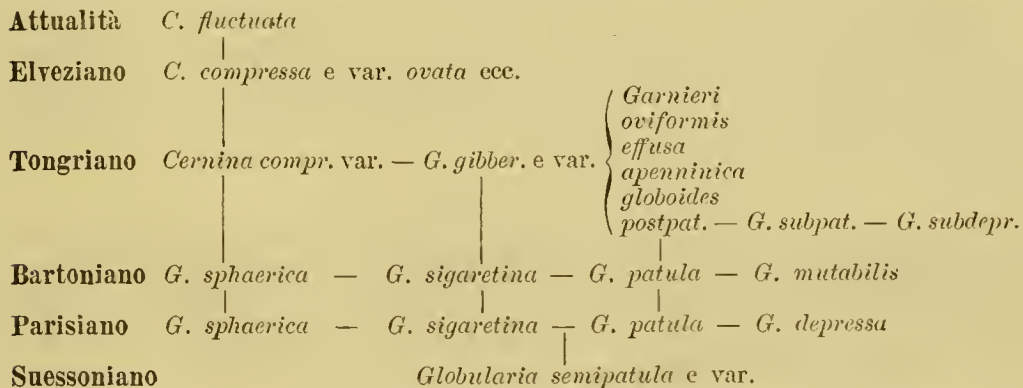 Attualità C. fluctuata
Elveziano C. compressa e var. ovata ecc.
Garnieri
oviformis
effusa
Tongriano Cernina compr. var. — G. gibber. e var.
apenninica
globoides
postpat. — G. subpat. — G. subdepr.
Bartoniano G. sphaerica — G. sigaretina — G. patula — G. mutabilis
Parisiano G. sphaerica — G. sigaretina — G. patula — G. depressa
Suessoniano Globularia semipatula e var.